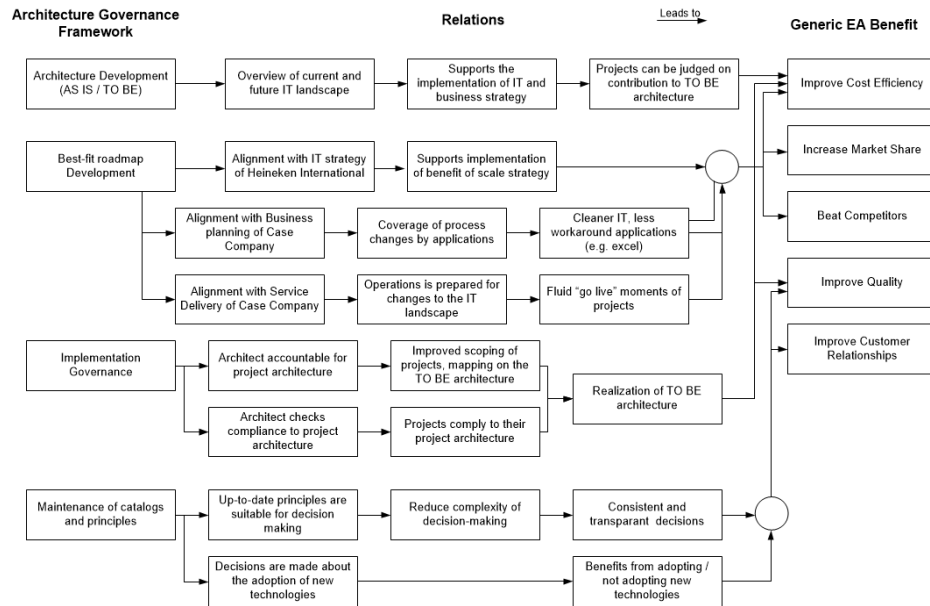 Architecture Governance
Framework
Relations
Leads to
Generic EA Benefit
Architecture Development
(AS IS / TO BE)
Overview of current and
future IT landscape
Supports the
implementation of IT and
business strategy
Projects can be judged on
contribution to TO BE
architecture
Improve Cost Efficiency
Best-fit roadmap
Development
Alignment with IT strategy
of Heineken International
Supports implementation
of benefit of scale strategy
Increase Market Share
Alignment with Business
planning of Case
Company
Coverage of process
changes by applications
Cleaner IT, less
workaround applications
(e.g. excel)
Beat Competitors
Alignment with Service
Delivery of Case Company
Operations is prepared for
changes to the IT
landscape
Fluid “go live” moments of
projects
Improve Quality
Implementation
Governance
Architect accountable for
project architecture
Improved scoping of
projects, mapping on the
TO BE architecture
Improve Customer
Relationships
Realization of TO BE
architecture
Architect checks
compliance to project
architecture
Projects comply to their
project architecture
Maintenance of catalogs
and principles
Up-to-date principles are
suitable for decision
making
Reduce complexity of
decision-making
Consistent and
transparant decisions
Decisions are made about
the adoption of new
technologies
Benefits from adopting /
not adopting new
technologies